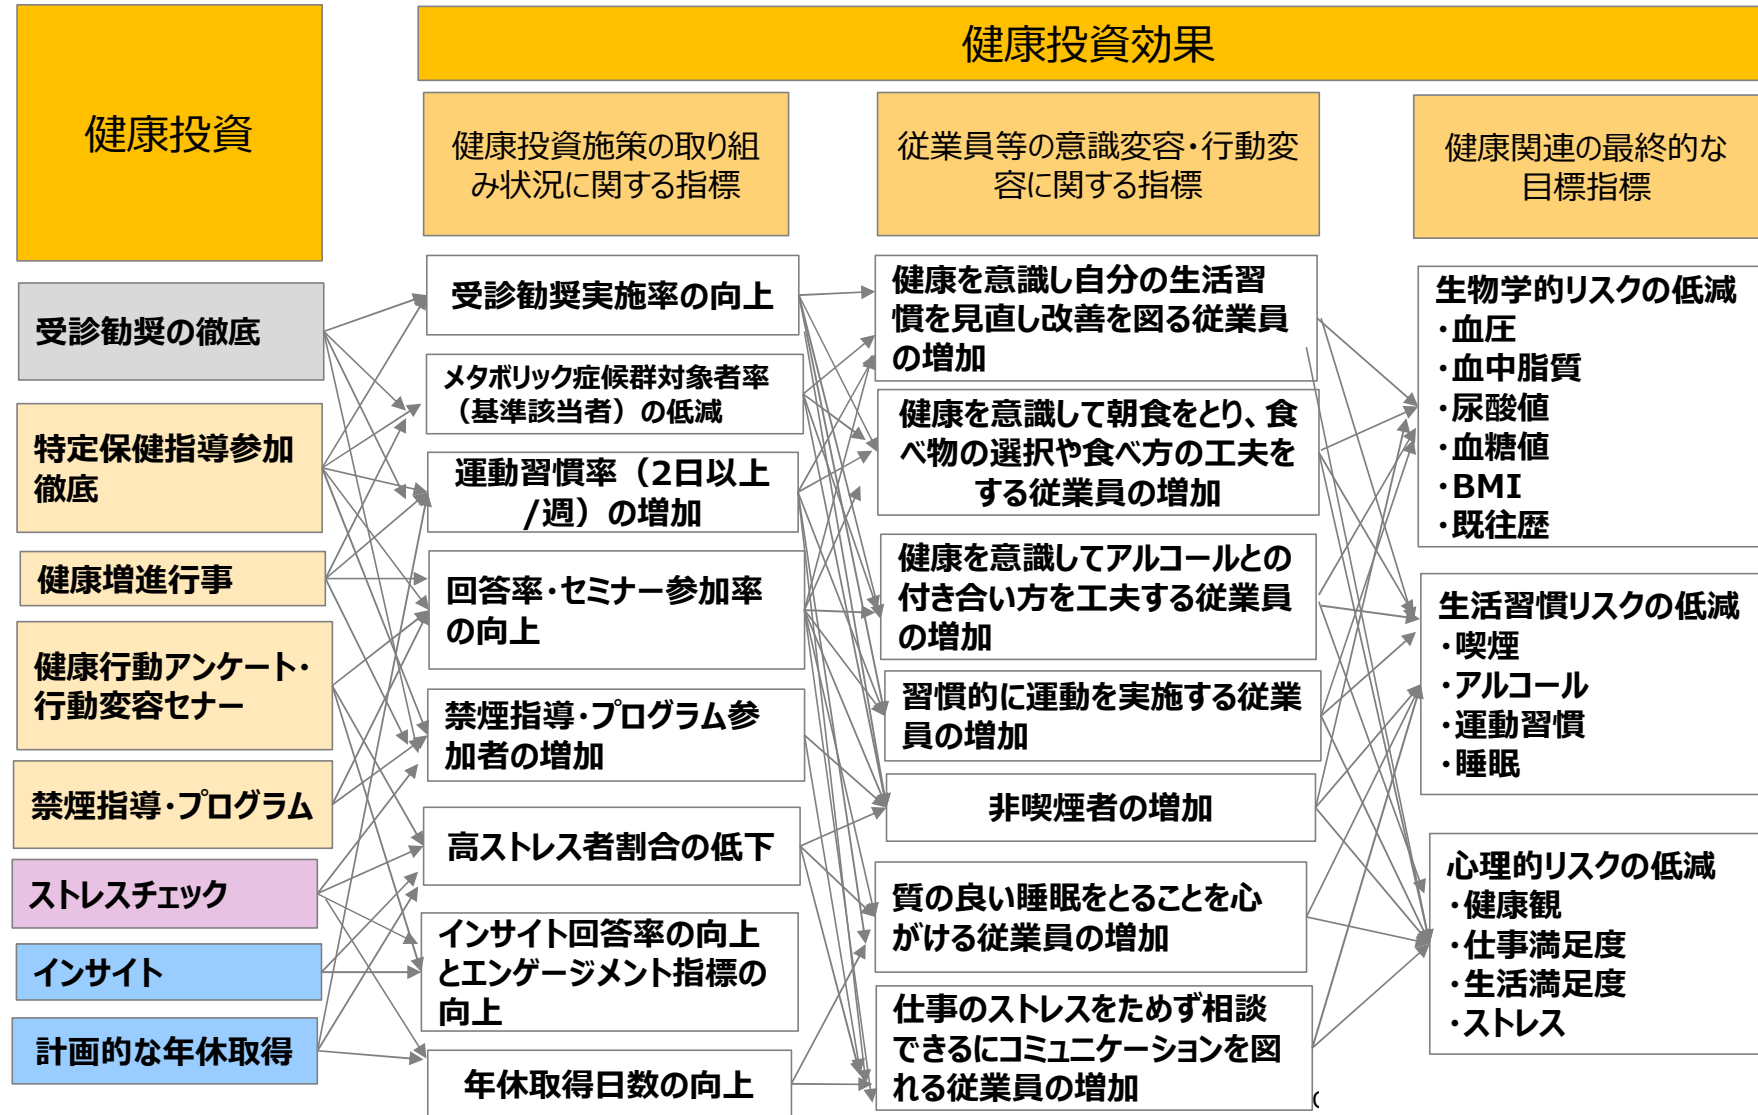 健康投資
健康投資効果
健康投資施策の取り組
み状況に関する指標
従業員等の意識変容・行動変
容に関する指標
健康関連の最終的な
目標指標
受診勧奨の徹底
特定保健指導参加
徹底
健康増進行事
健康行動アンケート・
行動変容セナー
禁煙指導・プログラム
ストレスチェック
インサイト
計画的な年休取得
受診勧奨実施率の向上
メタボリック症候群対象者率
（基準該当者）の低減
運動習慣率（2日以上
/週）の増加
回答率・セミナー参加率
の向上
禁煙指導・プログラム参
加者の増加
高ストレス者割合の低下
インサイト回答率の向上
とエンゲージメント指標の
向上
年休取得日数の向上
健康を意識し自分の生活習
慣を見直し改善を図る従業員
の増加
健康を意識して朝食をとり、食
べ物の選択や食べ方の工夫を
する従業員の増加
健康を意識してアルコールとの
付き合い方を工夫する従業員
の増加
習慣的に運動を実施する従業
員の増加
非喫煙者の増加
質の良い睡眠をとることを心
がける従業員の増加
仕事のストレスをためず相談
できるにコミュニケーションを図
れる従業員の増加
生物学的リスクの低減
・血圧
・血中脂質
・尿酸値
・血糖値
・BMI
・既往歴
生活習慣リスクの低減
・喫煙
・アルコール
・運動習慣
・睡眠
心理的リスクの低減
・健康観
・仕事満足度
・生活満足度
・ストレス